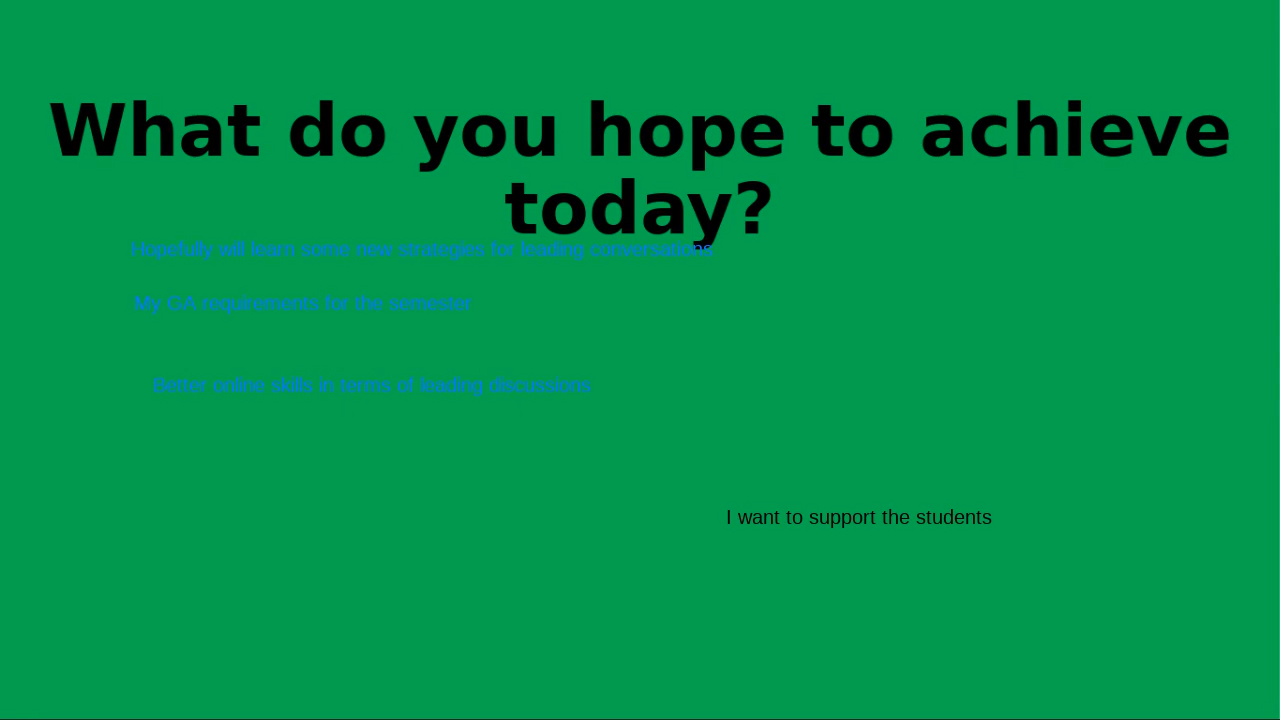 What do you hope to achieve
today?
Hopefully will learn some new strategies for leading conversations
My GA requirements for the semester
Better online skills in terms of leading discussions
I want to support the students